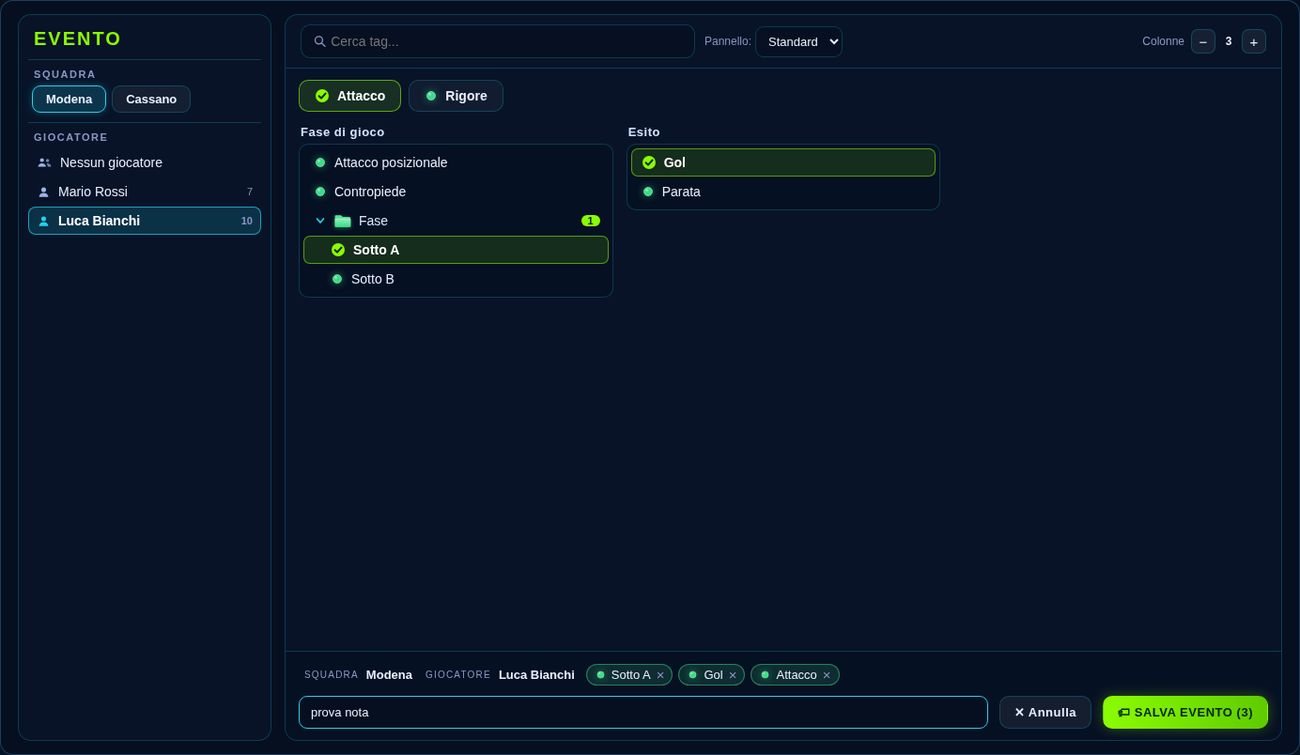 EVENTO
SQUADRA
Modena Cassano
GIOCATORE
Nessun giocatore
Mario Rossi 7
Luca Bianchi 10
Cerca tag... Pannello: Standard Colonne − 3 +
Attacco Rigore
Fase di gioco
Attacco posizionale
Contropiede
Fase 1
Sotto A
Sotto B
Esito
Gol
Parata
SQUADRA Modena GIOCATORE Luca Bianchi Sotto A × Gol × Attacco ×
prova nota ✕ Annulla SALVA EVENTO (3)